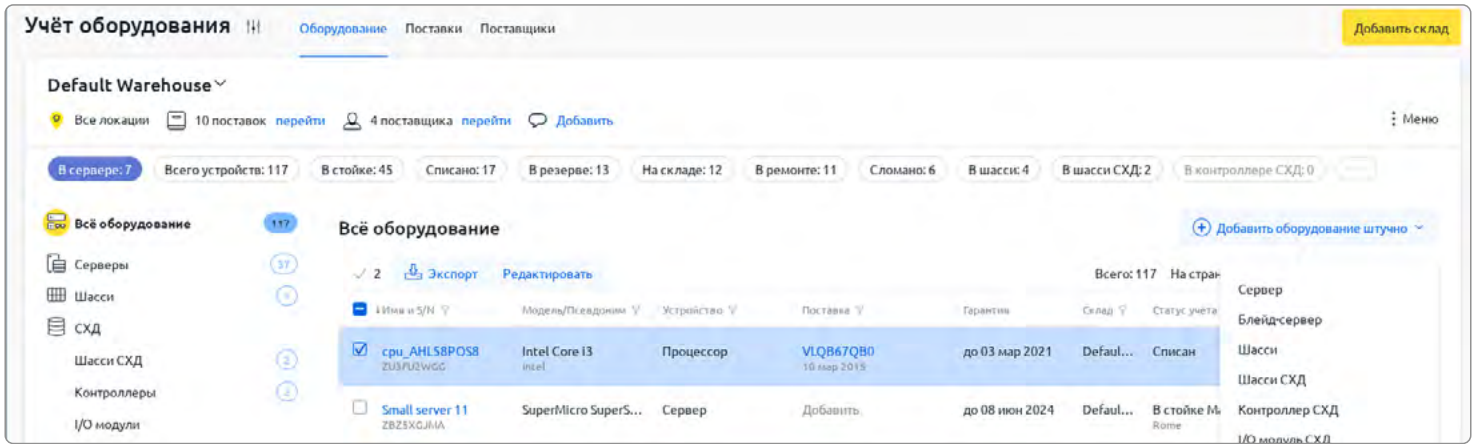 Учёт оборудования Оборудование Поставки Поставщики Добавить склад
Default Warehouse
Все локации 10 поставок перейти 4 поставщика перейти Добавить Меню
В сервере: 7 Всего устройств: 117 В стойке: 45 Списано: 17 В резерве: 13 На складе: 12 В ремонте: 11 Сломано: 6 В шасси: 4 В шасси СХД: 2 В контроллере СХД: 0
Всё оборудование 117 Всё оборудование Добавить оборудование штучно
Серверы 37 2 Экспорт Редактировать Всего: 117 На стран
Сервер
Шасси
Имя и S/N Модель/Псевдоним Устройство Поставка Гарантия Склад Статус учета
Блейд-сервер
СХД
cpu_AHLS8POS8 Intel Core i3 Процессор VLQB67QB0 до 03 мар 2021 Defaul... Списан Шасси
Шасси СХД 2 intel 10 мар 2015
Шасси СХД
Контроллеры
Small server 11 SuperMicro SuperS... Сервер Добавить до 08 июн 2024 Defaul... В стойке Контроллер СХД
I/O модули Rome
I/O модуль СХД